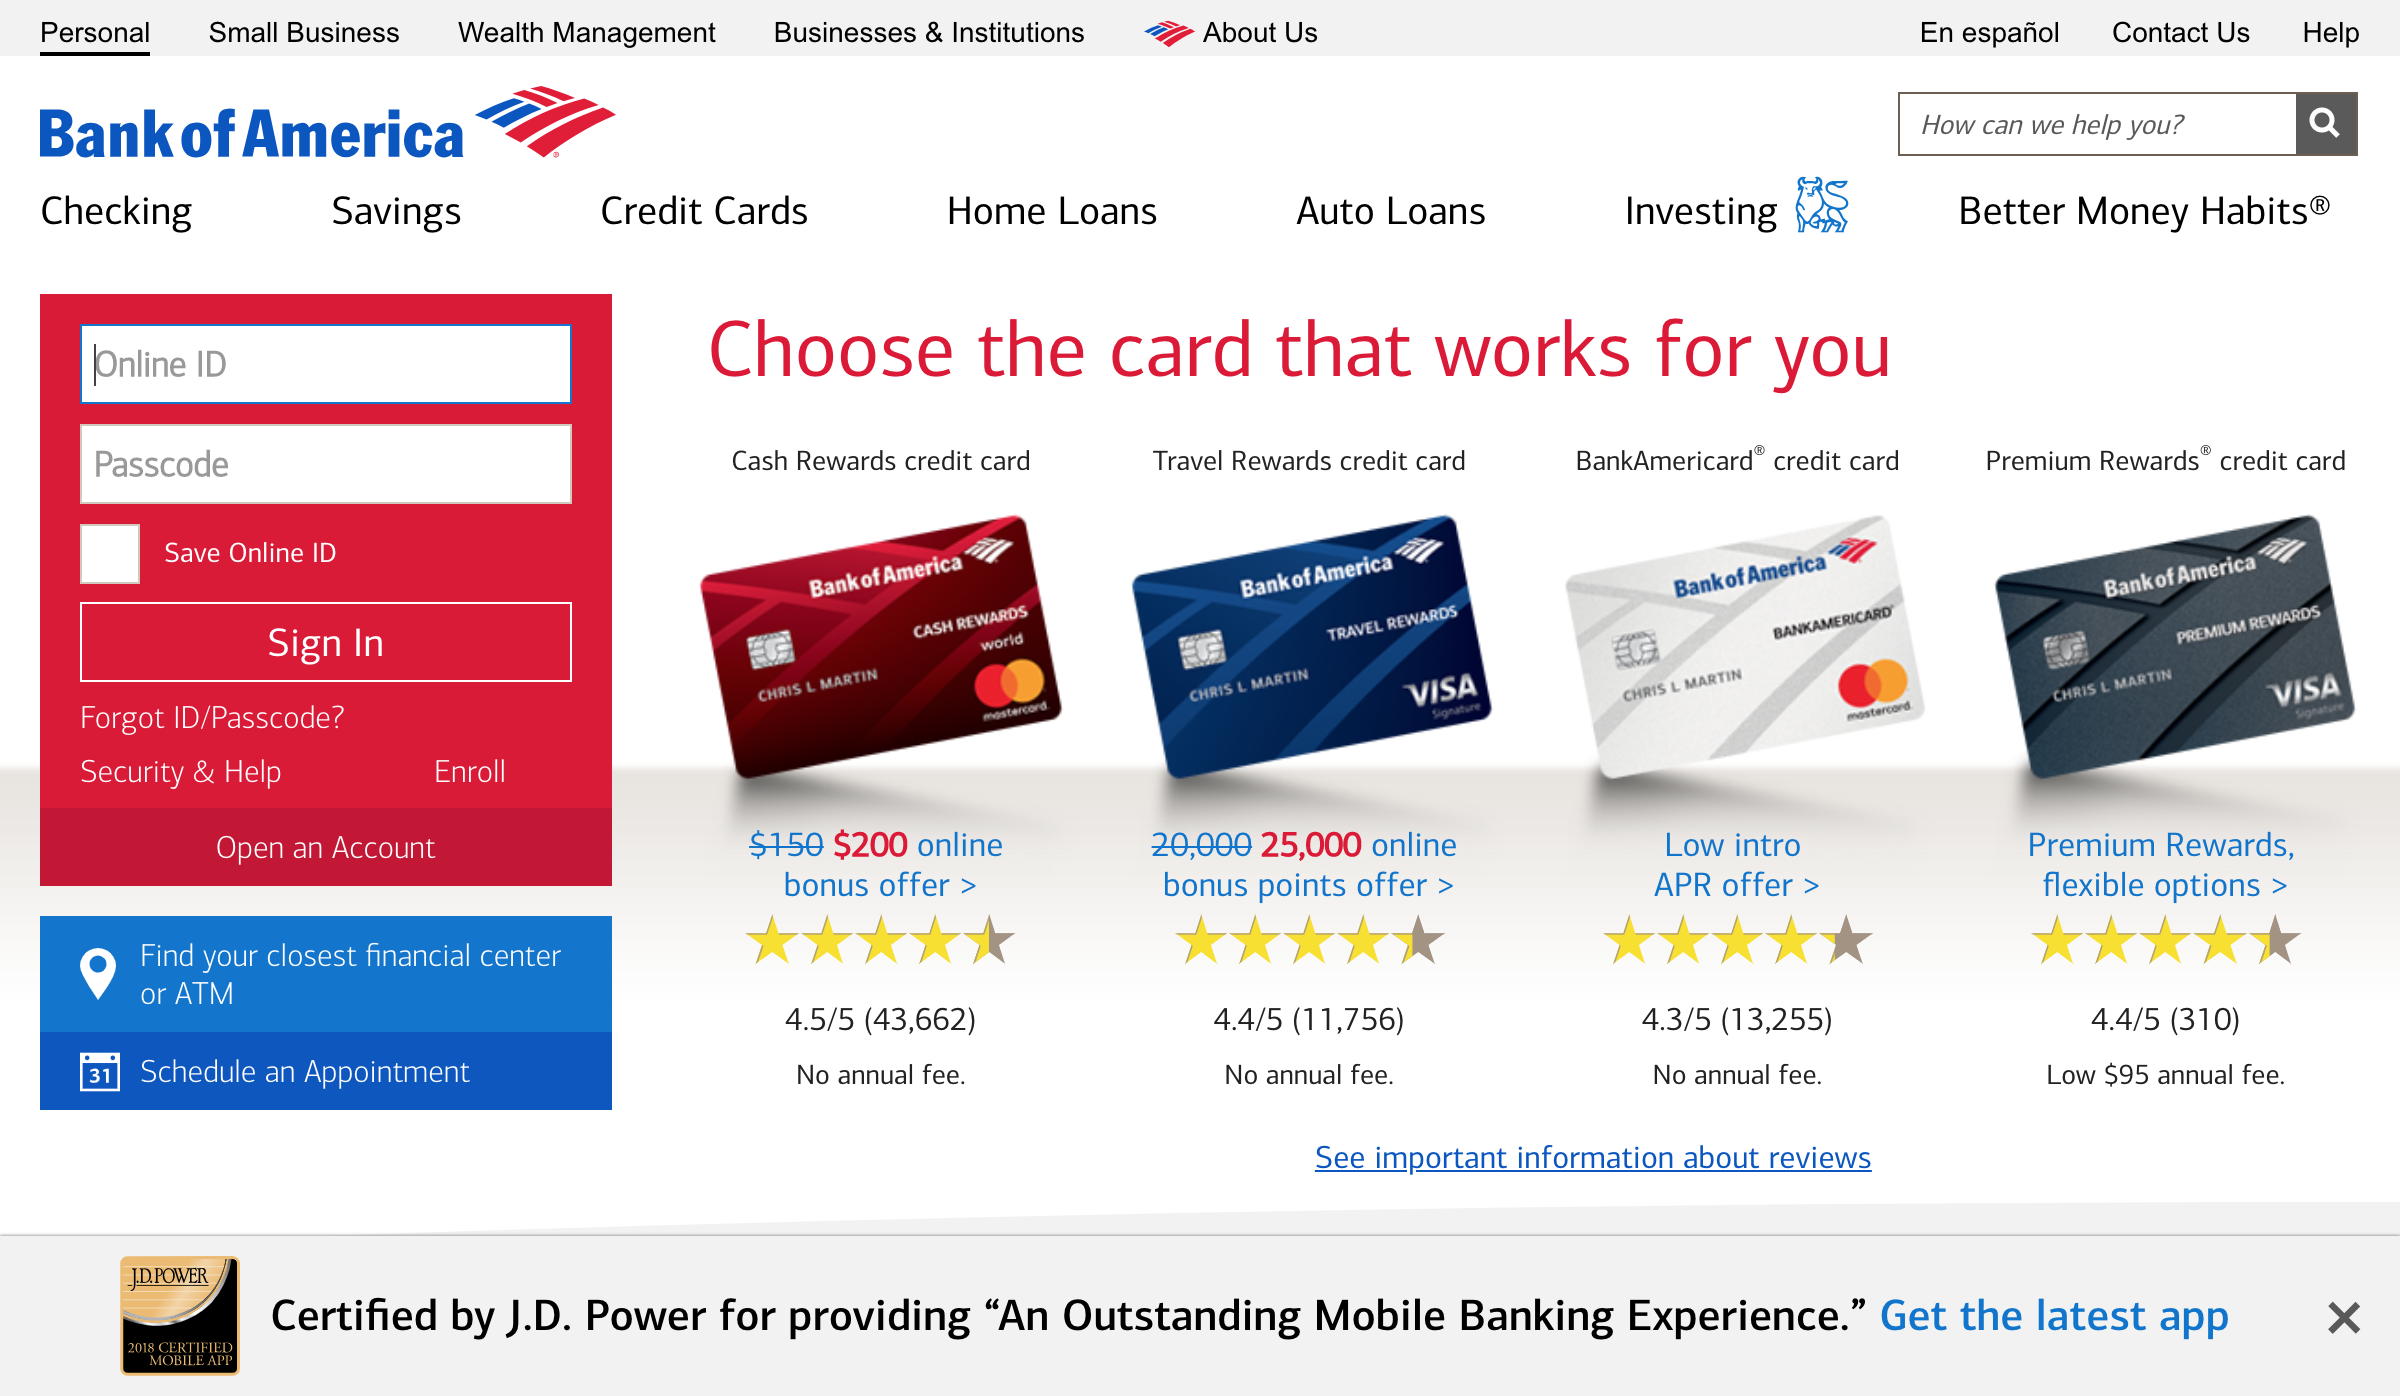 Personal
Small Business
Wealth Management
Businesses & Institutions
About Us
En español
Contact Us
Help
Bank of America
How can we help you?
Checking
Savings
Credit Cards
Home Loans
Auto Loans
Investing
Better Money Habits®
Online ID
Passcode
Save Online ID
Sign In
Forgot ID/Passcode?
Security & Help
Enroll
Open an Account
Find your closest financial center
or ATM
31
Schedule an Appointment
Choose the card that works for you
Cash Rewards credit card
Bank of America
CASH REWARDS
world
CHRIS L MARTIN
mastercard
$150 $200 online
bonus offer >
4.5/5 (43,662)
No annual fee.
Travel Rewards credit card
Bank of America
TRAVEL REWARDS
CHRIS L MARTIN
VISA
Signature
20,000 25,000 online
bonus points offer >
4.4/5 (11,756)
No annual fee.
BankAmericard® credit card
Bank of America
BANKAMERICARD
CHRIS L MARTIN
mastercard
Low intro
APR offer >
4.3/5 (13,255)
No annual fee.
Premium Rewards® credit card
Bank of America
PREMIUM REWARDS
CHRIS L MARTIN
VISA
Signature
Premium Rewards,
flexible options >
4.4/5 (310)
Low $95 annual fee.
See important information about reviews
J.D. POWER
2018 CERTIFIED
MOBILE APP
Certified by J.D. Power for providing “An Outstanding Mobile Banking Experience.” Get the latest app